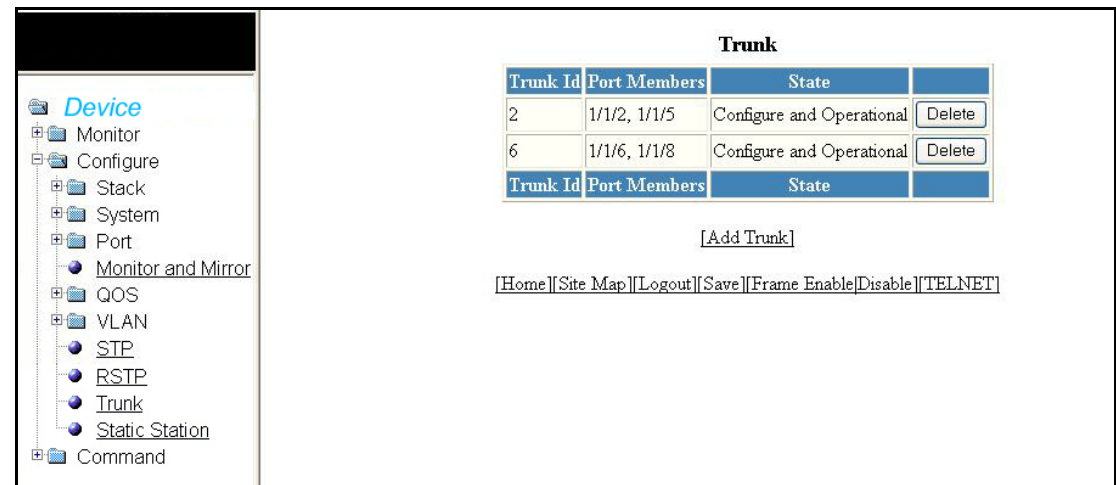 Device
Monitor
Configure
Stack
System
Port
Monitor and Mirror
QOS
VLAN
STP
RSTP
Trunk
Static Station
Command
Trunk
Trunk Id Port Members State
2 1/1/2, 1/1/5 Configure and Operational Delete
6 1/1/6, 1/1/8 Configure and Operational Delete
Trunk Id Port Members State
[Add Trunk]
[Home][Site Map][Logout][Save][Frame Enable|Disable][TELNET]